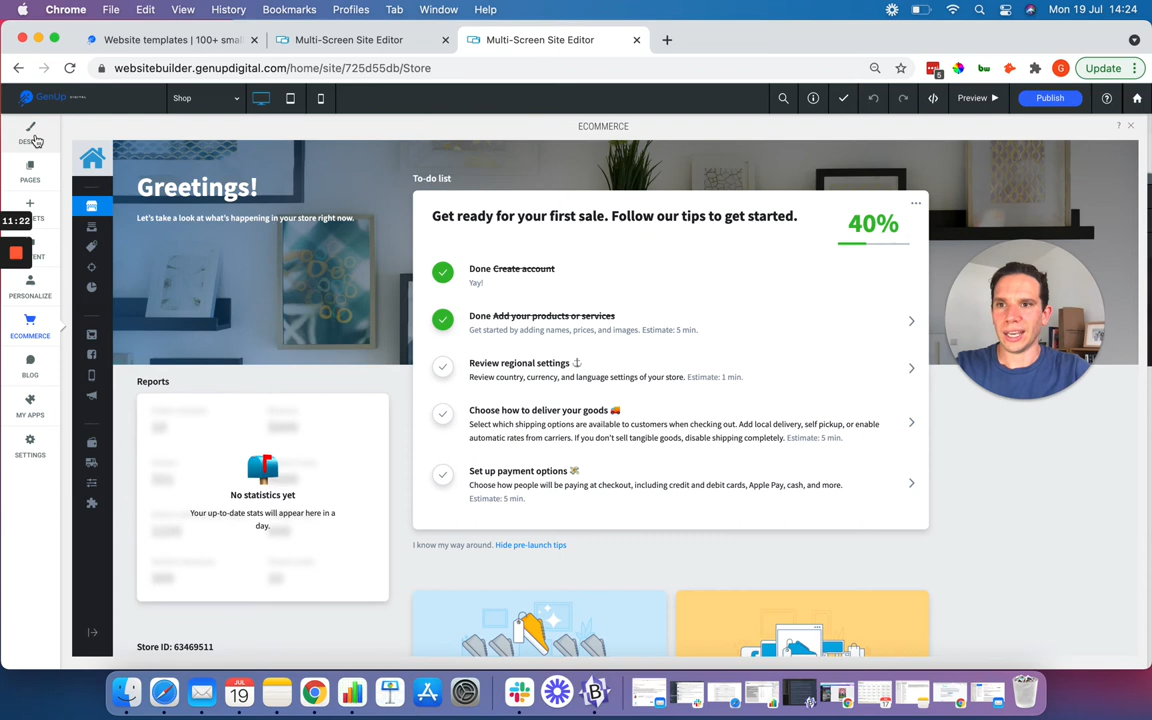 Chrome File Edit View History Bookmarks Profiles Tab Window Help Mon 19 Jul 14:24
Website templates | 100+ smal Multi-Screen Site Editor Multi-Screen Site Editor
websitebuilder.genupdigital.com/home/site/725d55db/Store 5 bw G Update
GenUp DIGITAL Shop Preview Publish
DES
PAGES
11:22 ETS
ENT
PERSONALIZE
ECOMMERCE
BLOG
MY APPS
SETTINGS
ECOMMERCE
Greetings!
Let's take a look at what's happening in your store right now.
To-do list
Get ready for your first sale. Follow our tips to get started.
40%
Done Create account
Yay!
Done Add your products or services
Get started by adding names, prices, and images. Estimate: 5 min.
Review regional settings
Review country, currency, and language settings of your store. Estimate: 1 min.
Choose how to deliver your goods
Select which shipping options are available to customers when checking out. Add local delivery, self pickup, or enable
automatic rates from carriers. If you don't sell tangible goods, disable shipping completely. Estimate: 5 min.
Set up payment options
Choose how people will be paying at checkout, including credit and debit cards, Apple Pay, cash, and more.
Estimate: 5 min.
I know my way around. Hide pre-launch tips
Reports
No statistics yet
Your up-to-date stats will appear here in a
day.
Store ID: 63469511
JUL
19
17